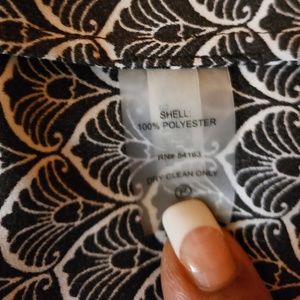 SHELL:
100% POLYESTER
RN# 54163
DRY CLEAN ONLY
P